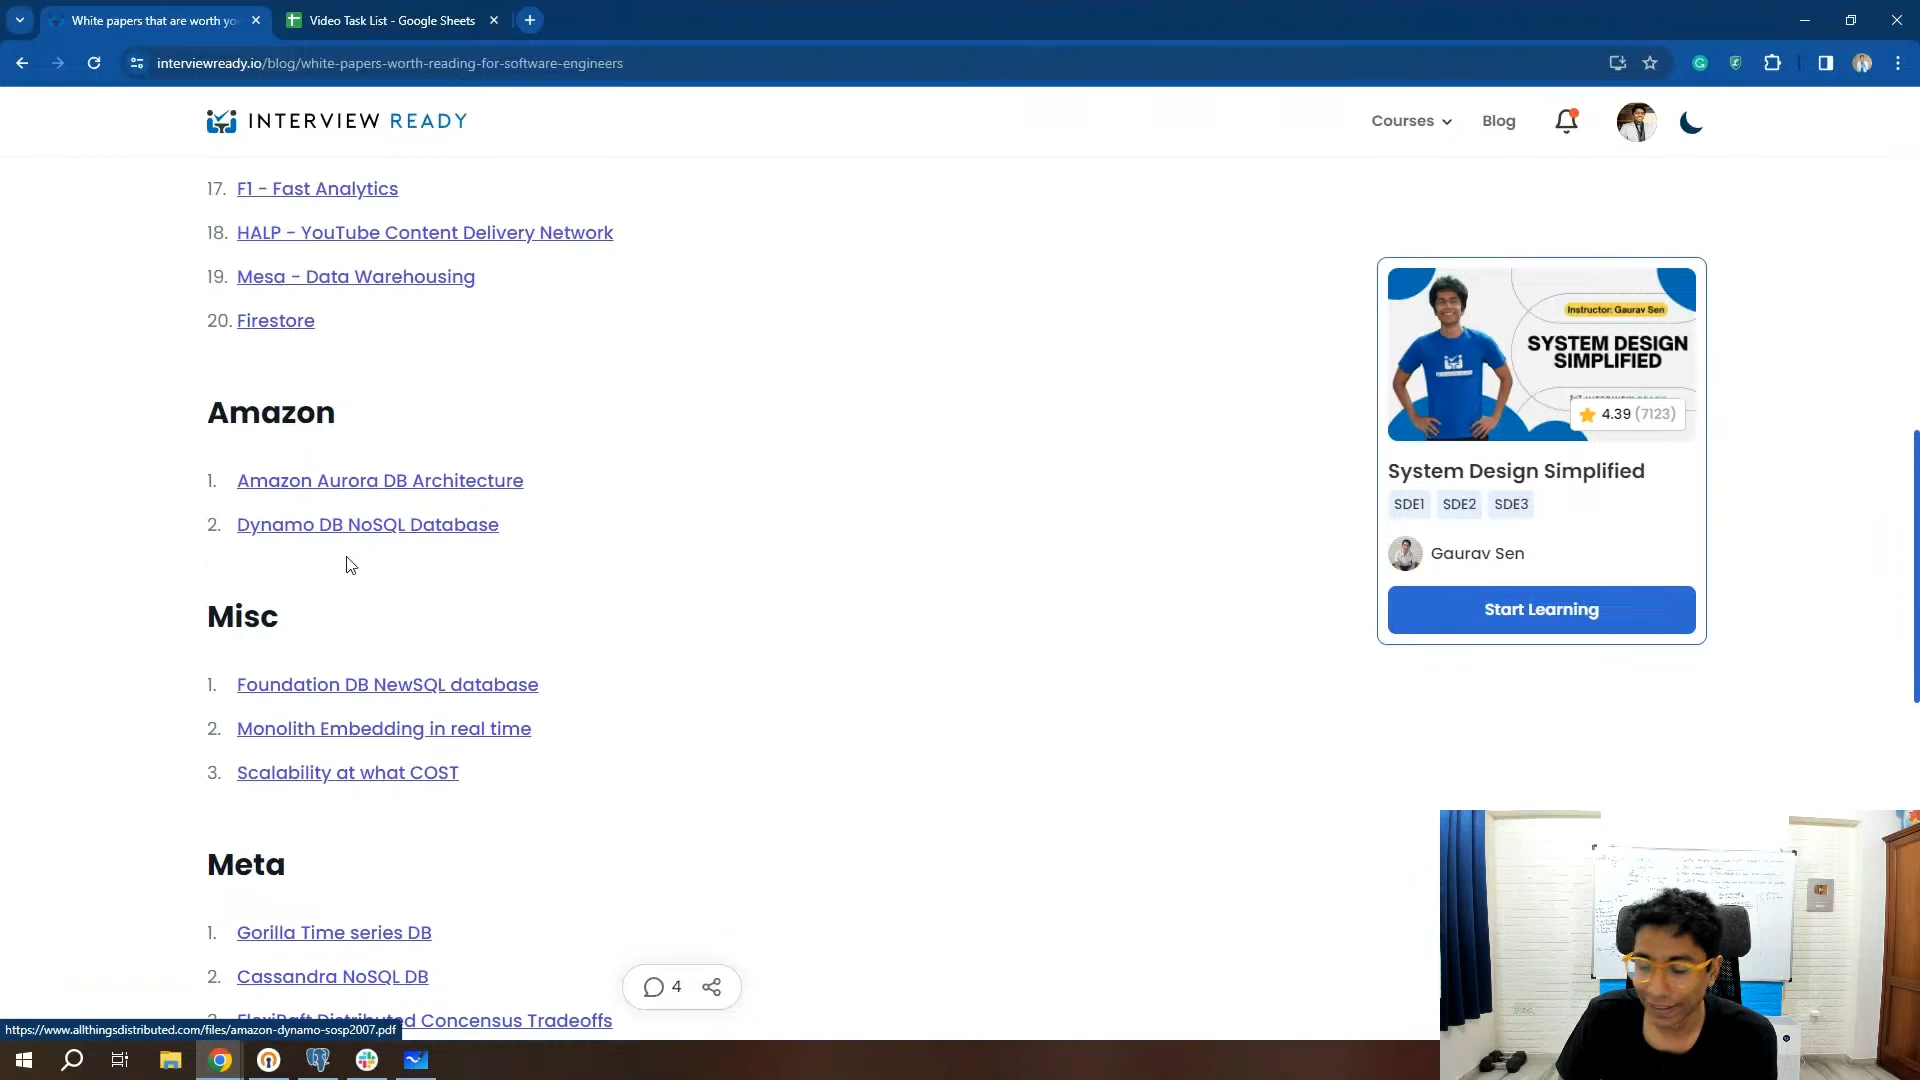 White papers that are worth yo
Video Task List - Google Sheets
interviewready.io/blog/white-papers-worth-reading-for-software-engineers
INTERVIEW READY
Courses
Blog
17. F1 - Fast Analytics
18. HALP - YouTube Content Delivery Network
19. Mesa - Data Warehousing
20. Firestore
Amazon
1. Amazon Aurora DB Architecture
2. Dynamo DB NoSQL Database
Misc
1. Foundation DB NewSQL database
2. Monolith Embedding in real time
3. Scalability at what COST
Meta
1. Gorilla Time series DB
2. Cassandra NoSQL DB
3. FlexiRaft Distributed Concensus Tradeoffs
4
Instructor: Gaurav Sen
SYSTEM DESIGN
SIMPLIFIED
4.39 (7123)
System Design Simplified
SDE1 SDE2 SDE3
Gaurav Sen
Start Learning
https://www.allthingsdistributed.com/files/amazon-dynamo-sosp2007.pdf